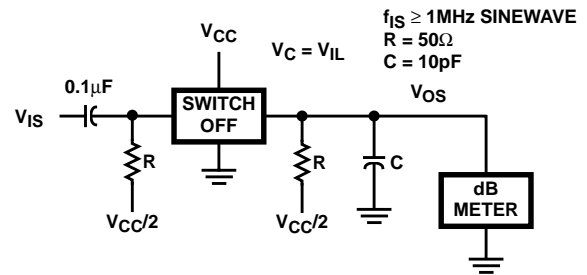 f_IS ≥ 1MHz SINEWAVE
R = 50Ω
C = 10pF
V_CC
V_C = V_IL
0.1μF
V_IS
SWITCH
OFF
V_OS
R
R
C
V_CC/2
V_CC/2
dB
METER